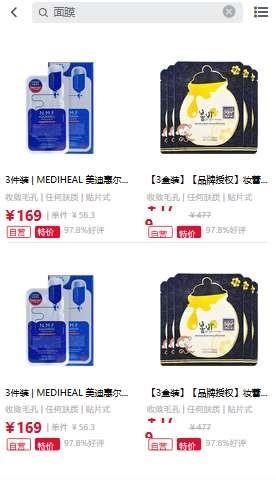 面膜
N.M.F
3件装 | MEDIHEAL 美迪惠尔...
收敛毛孔 | 任何肤质 | 贴片式
¥169 | 单件 ¥ 56.3
自营 特价 97.8%好评
【3盒装】【品牌授权】妆蕾...
收敛毛孔 | 任何肤质 | 贴片式
¥ 477
自营 特价 97.8%好评
N.M.F
3件装 | MEDIHEAL 美迪惠尔...
收敛毛孔 | 任何肤质 | 贴片式
¥169 | 单件 ¥ 56.3
自营 特价 97.8%好评
【3盒装】【品牌授权】妆蕾...
收敛毛孔 | 任何肤质 | 贴片式
¥ 477
自营 特价 97.8%好评